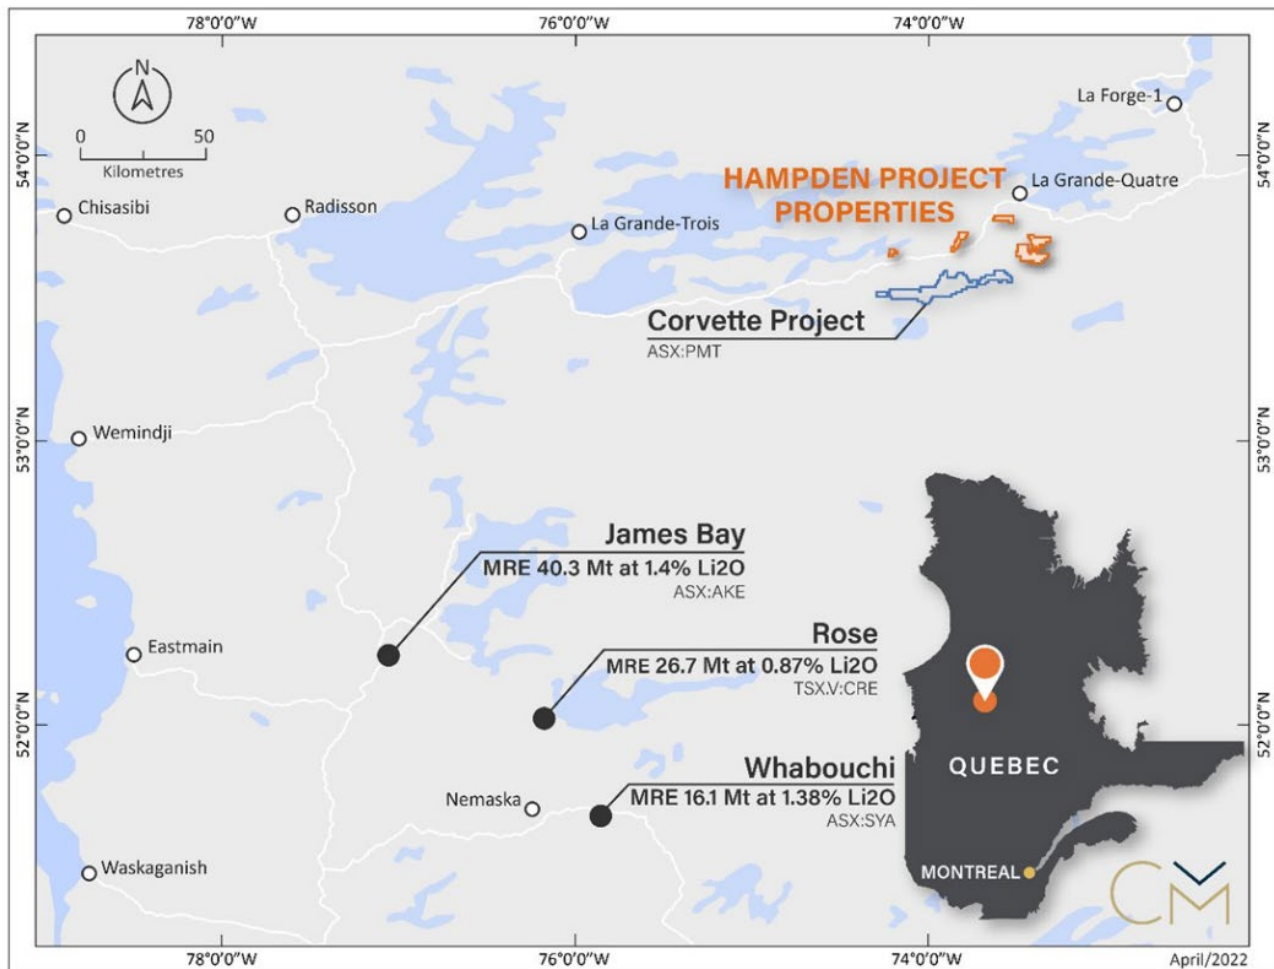 78°0'0"W
76°0'0"W
74°0'0"W
N
0 50
Kilometres
La Forge-1
54°0'0"N
54°0'0"N
HAMPDEN PROJECT
PROPERTIES
La Grande-Quatre
Chisasibi
Radisson
La Grande-Trois
Corvette Project
ASX:PMT
53°0'0"N
53°0'0"N
Wemindji
James Bay
MRE 40.3 Mt at 1.4% Li2O
ASX:AKE
Rose
MRE 26.7 Mt at 0.87% Li2O
TSX.V:CRE
Eastmain
52°0'0"N
52°0'0"N
Whabouchi
MRE 16.1 Mt at 1.38% Li2O
ASX:SYA
Nemaska
QUEBEC
Waskaganish
MONTREAL
CM
78°0'0"W
76°0'0"W
74°0'0"W
April/2022